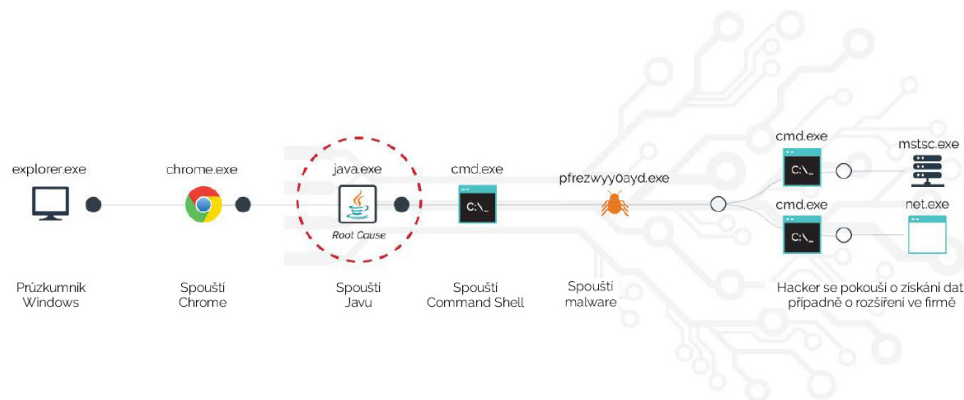 explorer.exe
chrome.exe
java.exe
cmd.exe
pfrezwyy0ayd.exe
cmd.exe
mstsc.exe
cmd.exe
net.exe
C:\_
C:\_
C:\_
Root Cause
Průzkumník
Windows
Spouští
Chrome
Spouští
Javu
Spouští
Command Shell
Spouští
malware
Hacker se pokouší o získání dat
případně o rozšíření ve firmě